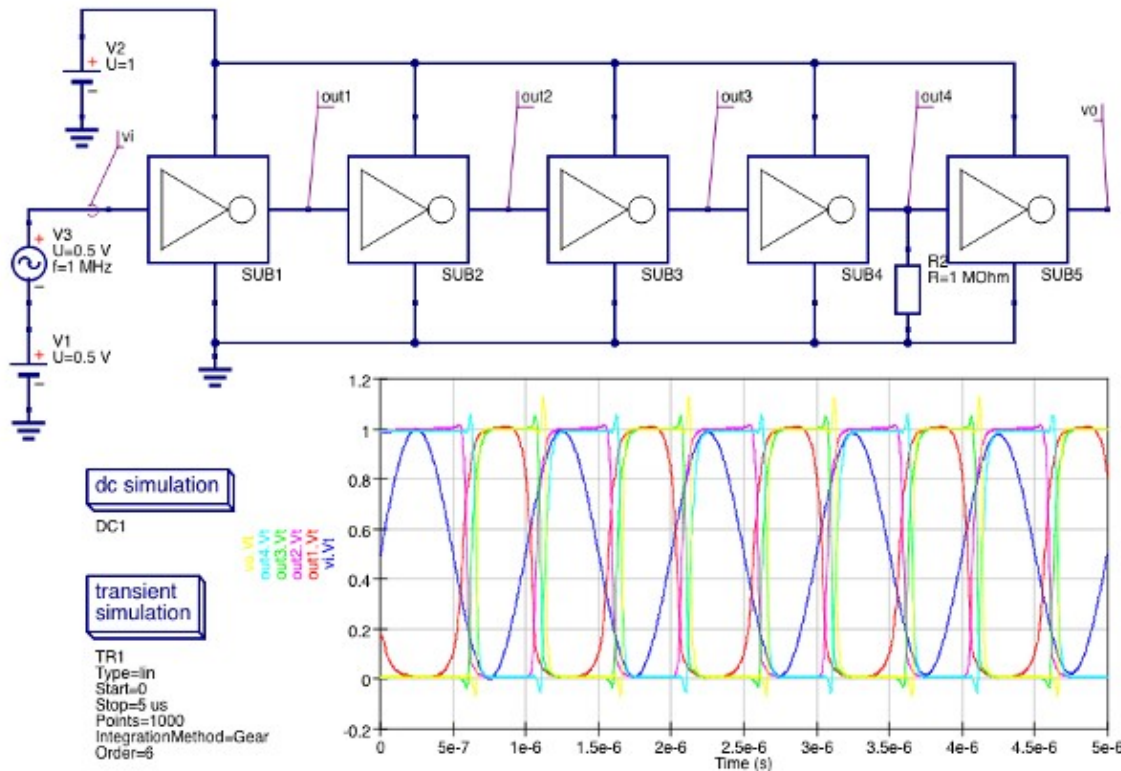 V2
U=1
vi
out1
out2
out3
out4
vo
V3
U=0.5 V
f=1 MHz
SUB1
SUB2
SUB3
SUB4
R2
R=1 MOhm
SUB5
V1
U=0.5 V
dc simulation
DC1
transient
simulation
TR1
Type=lin
Start=0
Stop=5 us
Points=1000
IntegrationMethod=Gear
Order=6
vo.Vt
out4.Vt
out3.Vt
out2.Vt
out1.Vt
vi.Vt
1.2
1
0.8
0.6
0.4
0.2
0
-0.2
0 5e-7 1e-6 1.5e-6 2e-6 2.5e-6 3e-6 3.5e-6 4e-6 4.5e-6 5e-6
Time (s)